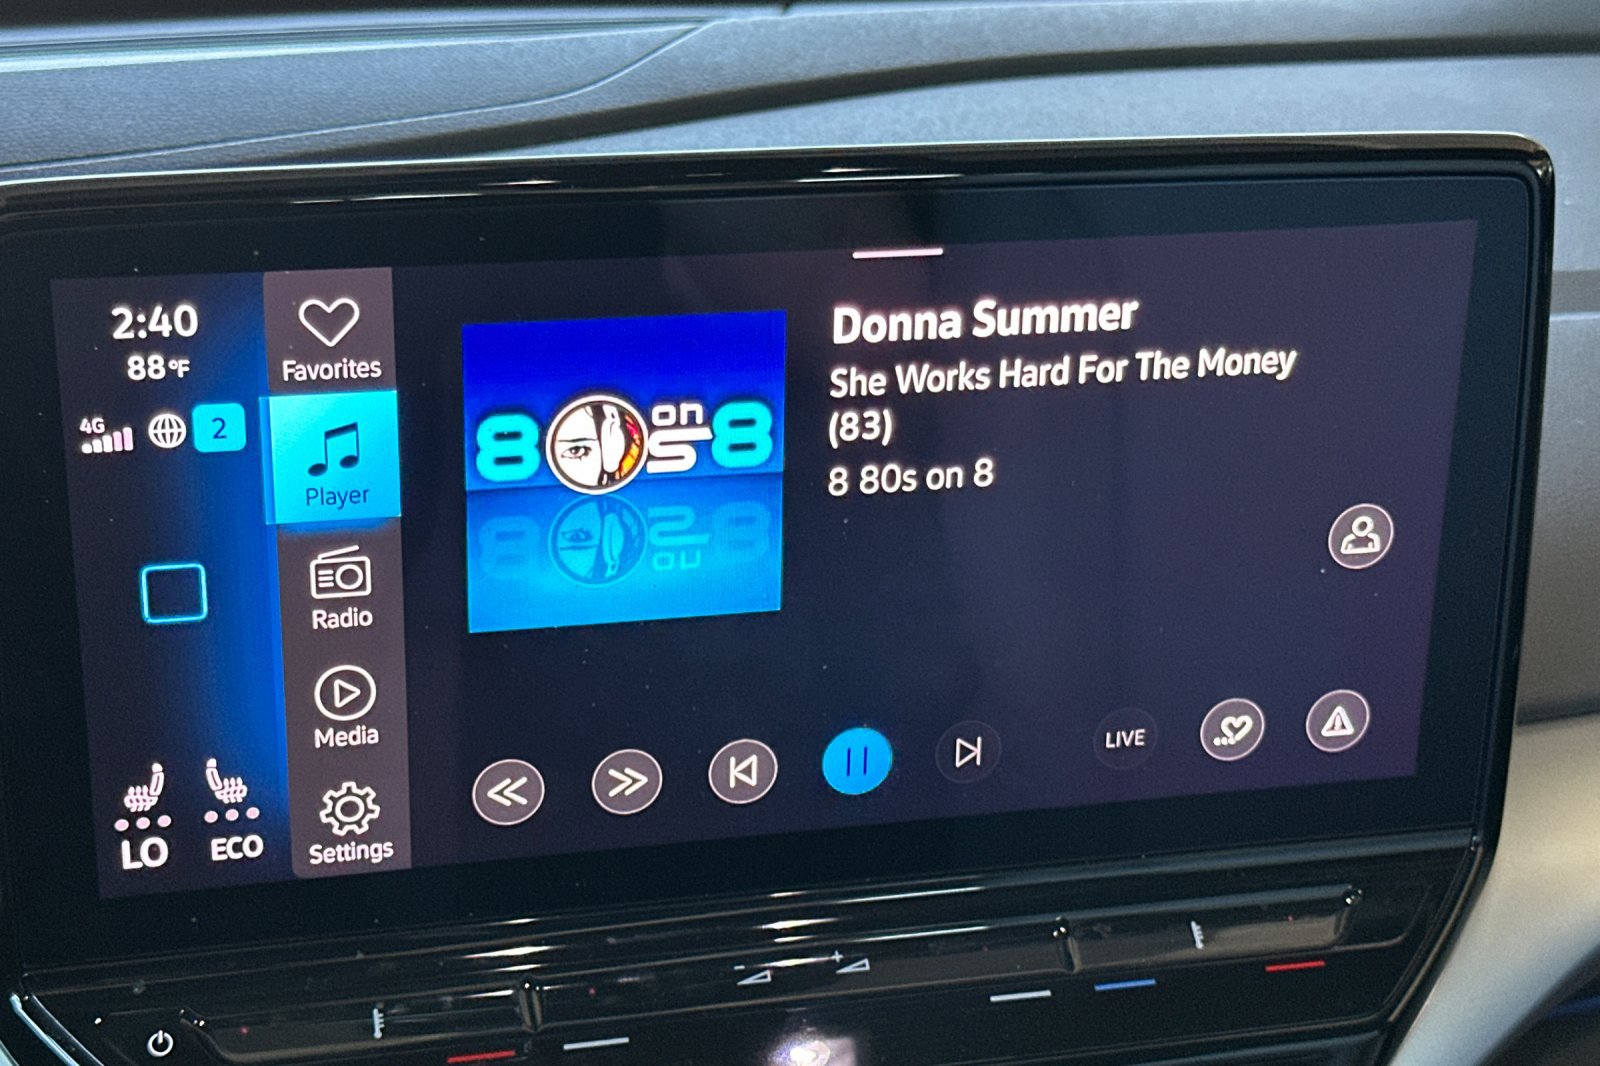 2:40
88°F
4G
2
Favorites
Player
Radio
Media
Settings
LO
ECO
8 on 8
80s
Donna Summer
She Works Hard For The Money
(83)
8 80s on 8
LIVE